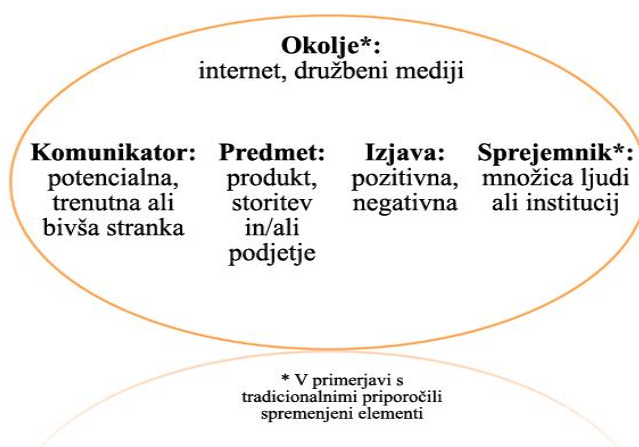 Okolje*:
internet, družbeni mediji
Komunikator:
potencialna,
trenutna ali
bivša stranka
Predmet:
produkt,
storitev
in/ali
podjetje
Izjava:
pozitivna,
negativna
Sprejemnik*:
množica ljudi
ali institucij
* V primerjavi s
tradicionalnimi priporočili
spremenjeni elementi